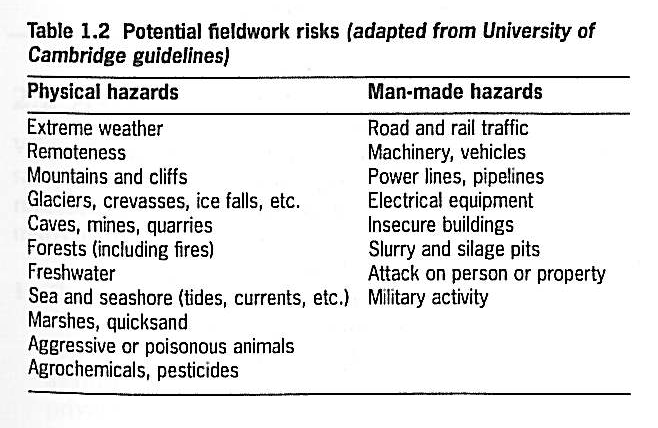 Table 1.2 Potential fieldwork risks (adapted from University of
Cambridge guidelines)
Physical hazards Man-made hazards
Extreme weather Road and rail traffic
Remoteness Machinery, vehicles
Mountains and cliffs Power lines, pipelines
Glaciers, crevasses, ice falls, etc. Electrical equipment
Caves, mines, quarries Insecure buildings
Forests (including fires) Slurry and silage pits
Freshwater Attack on person or property
Sea and seashore (tides, currents, etc.) Military activity
Marshes, quicksand
Aggressive or poisonous animals
Agrochemicals, pesticides